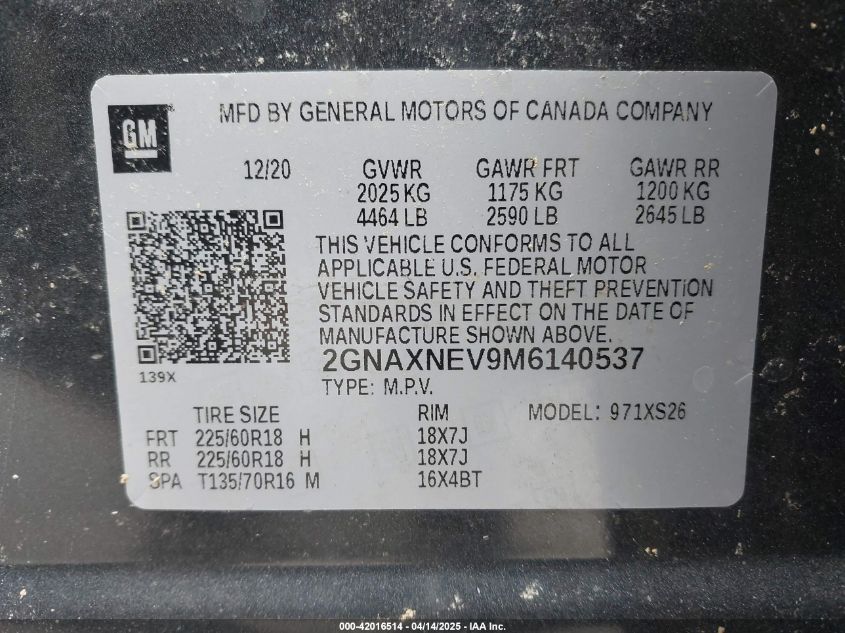 GM
MFD BY GENERAL MOTORS OF CANADA COMPANY
12/20 GVWR GAWR FRT GAWR RR
2025 KG 1175 KG 1200 KG
4464 LB 2590 LB 2645 LB
THIS VEHICLE CONFORMS TO ALL
APPLICABLE U.S. FEDERAL MOTOR
VEHICLE SAFETY AND THEFT PREVENTION
STANDARDS IN EFFECT ON THE DATE OF
MANUFACTURE SHOWN ABOVE.
2GNAXNEV9M6140537
139X
TYPE: M.P.V.
TIRE SIZE RIM MODEL: 971XS26
FRT 225/60R18 H 18X7J
RR 225/60R18 H 18X7J
SPA T135/70R16 M 16X4BT
000-42016514 - 04/14/2025 - IAA Inc.